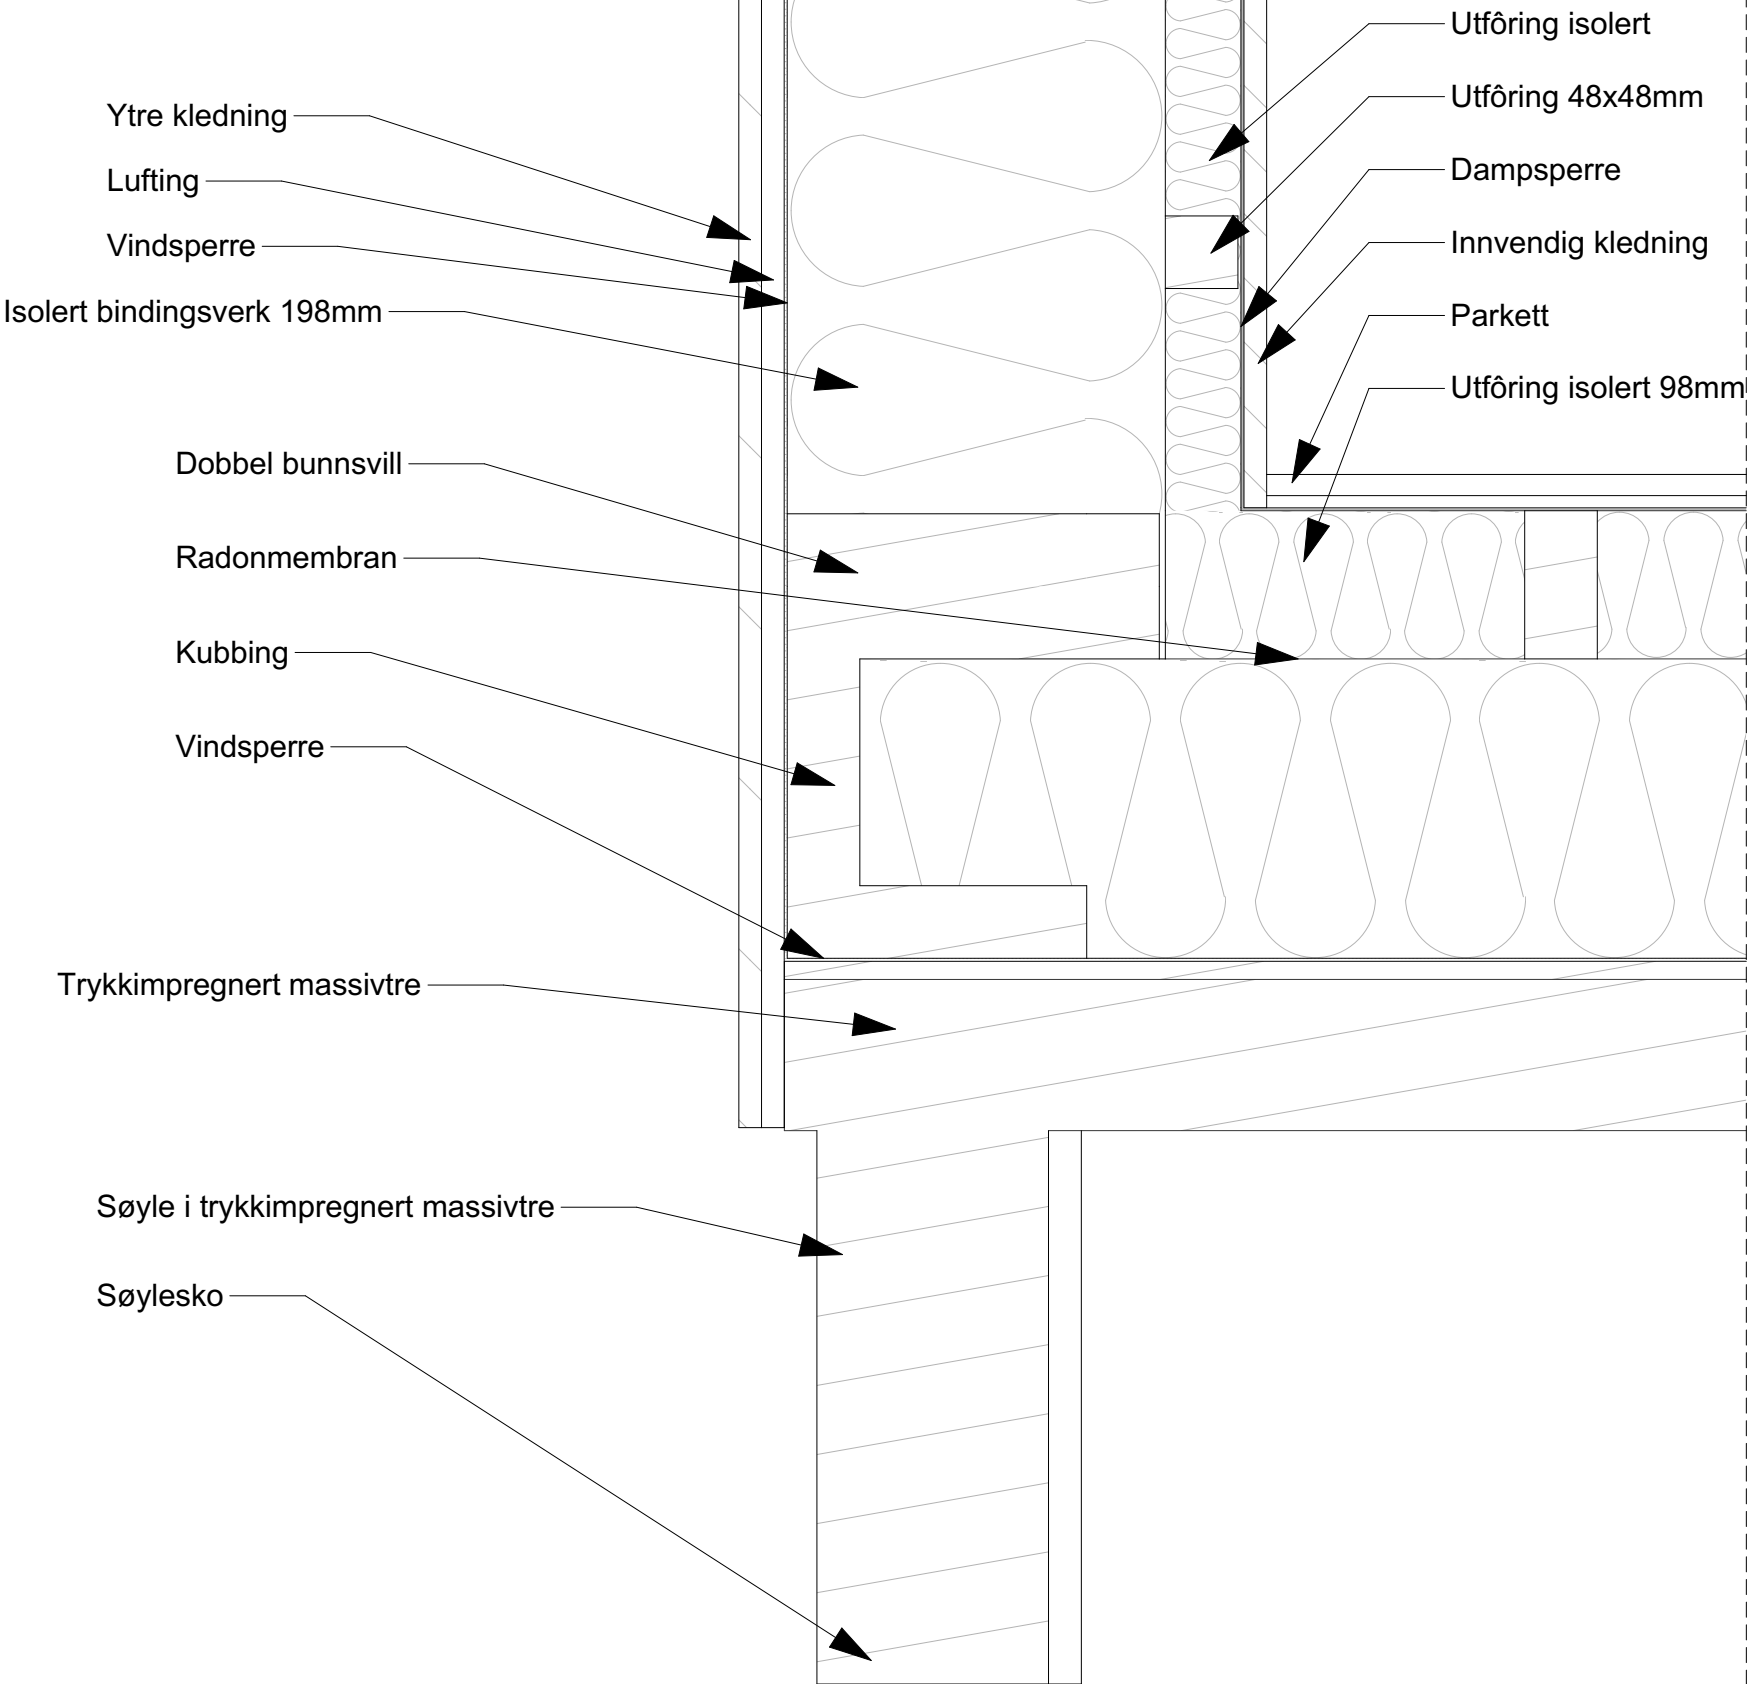 Ytre kledning
Lufting
Vindsperre
Isolert bindingsverk 198mm
Dobbel bunnsvill
Radonmembran
Kubbing
Vindsperre
Trykkimpregnert massivtre
Søyle i trykkimpregnert massivtre
Søylesko
Utfôring isolert
Utfôring 48x48mm
Dampsperre
Innvendig kledning
Parkett
Utfôring isolert 98mm